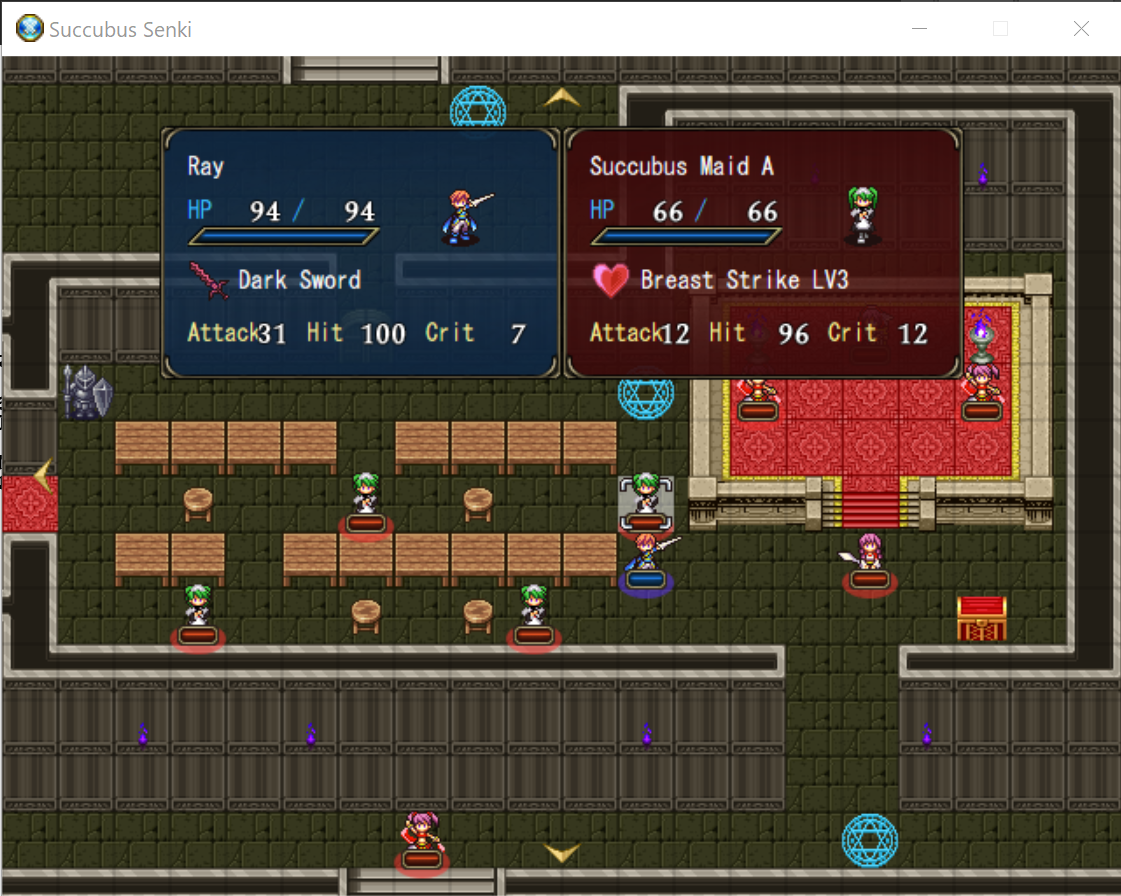 Succubus Senki
Ray
HP 94 / 94
Dark Sword
Attack31 Hit 100 Crit 7
Succubus Maid A
HP 66 / 66
Breast Strike LV3
Attack12 Hit 96 Crit 12